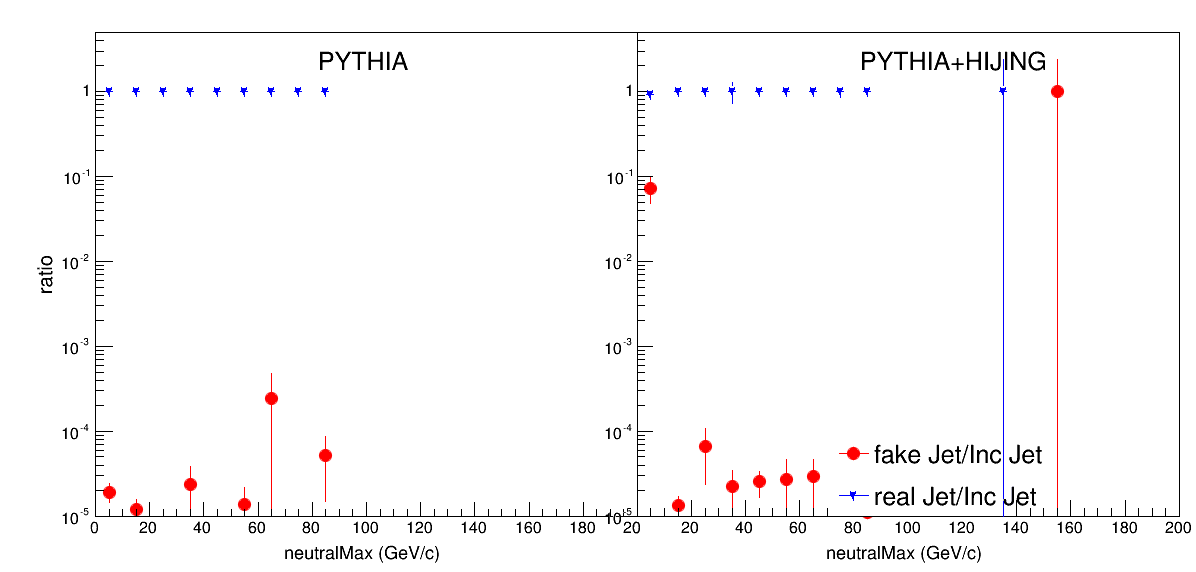 PYTHIA
PYTHIA+HIJING
1
10^-1
10^-2
10^-3
10^-4
10^-5
ratio
1
10^-1
10^-2
10^-3
10^-4
fake Jet/Inc Jet
real Jet/Inc Jet
0 20 40 60 80 100 120 140 160 180
20 40 60 80 100 120 140 160 180 200
neutralMax (GeV/c)
neutralMax (GeV/c)